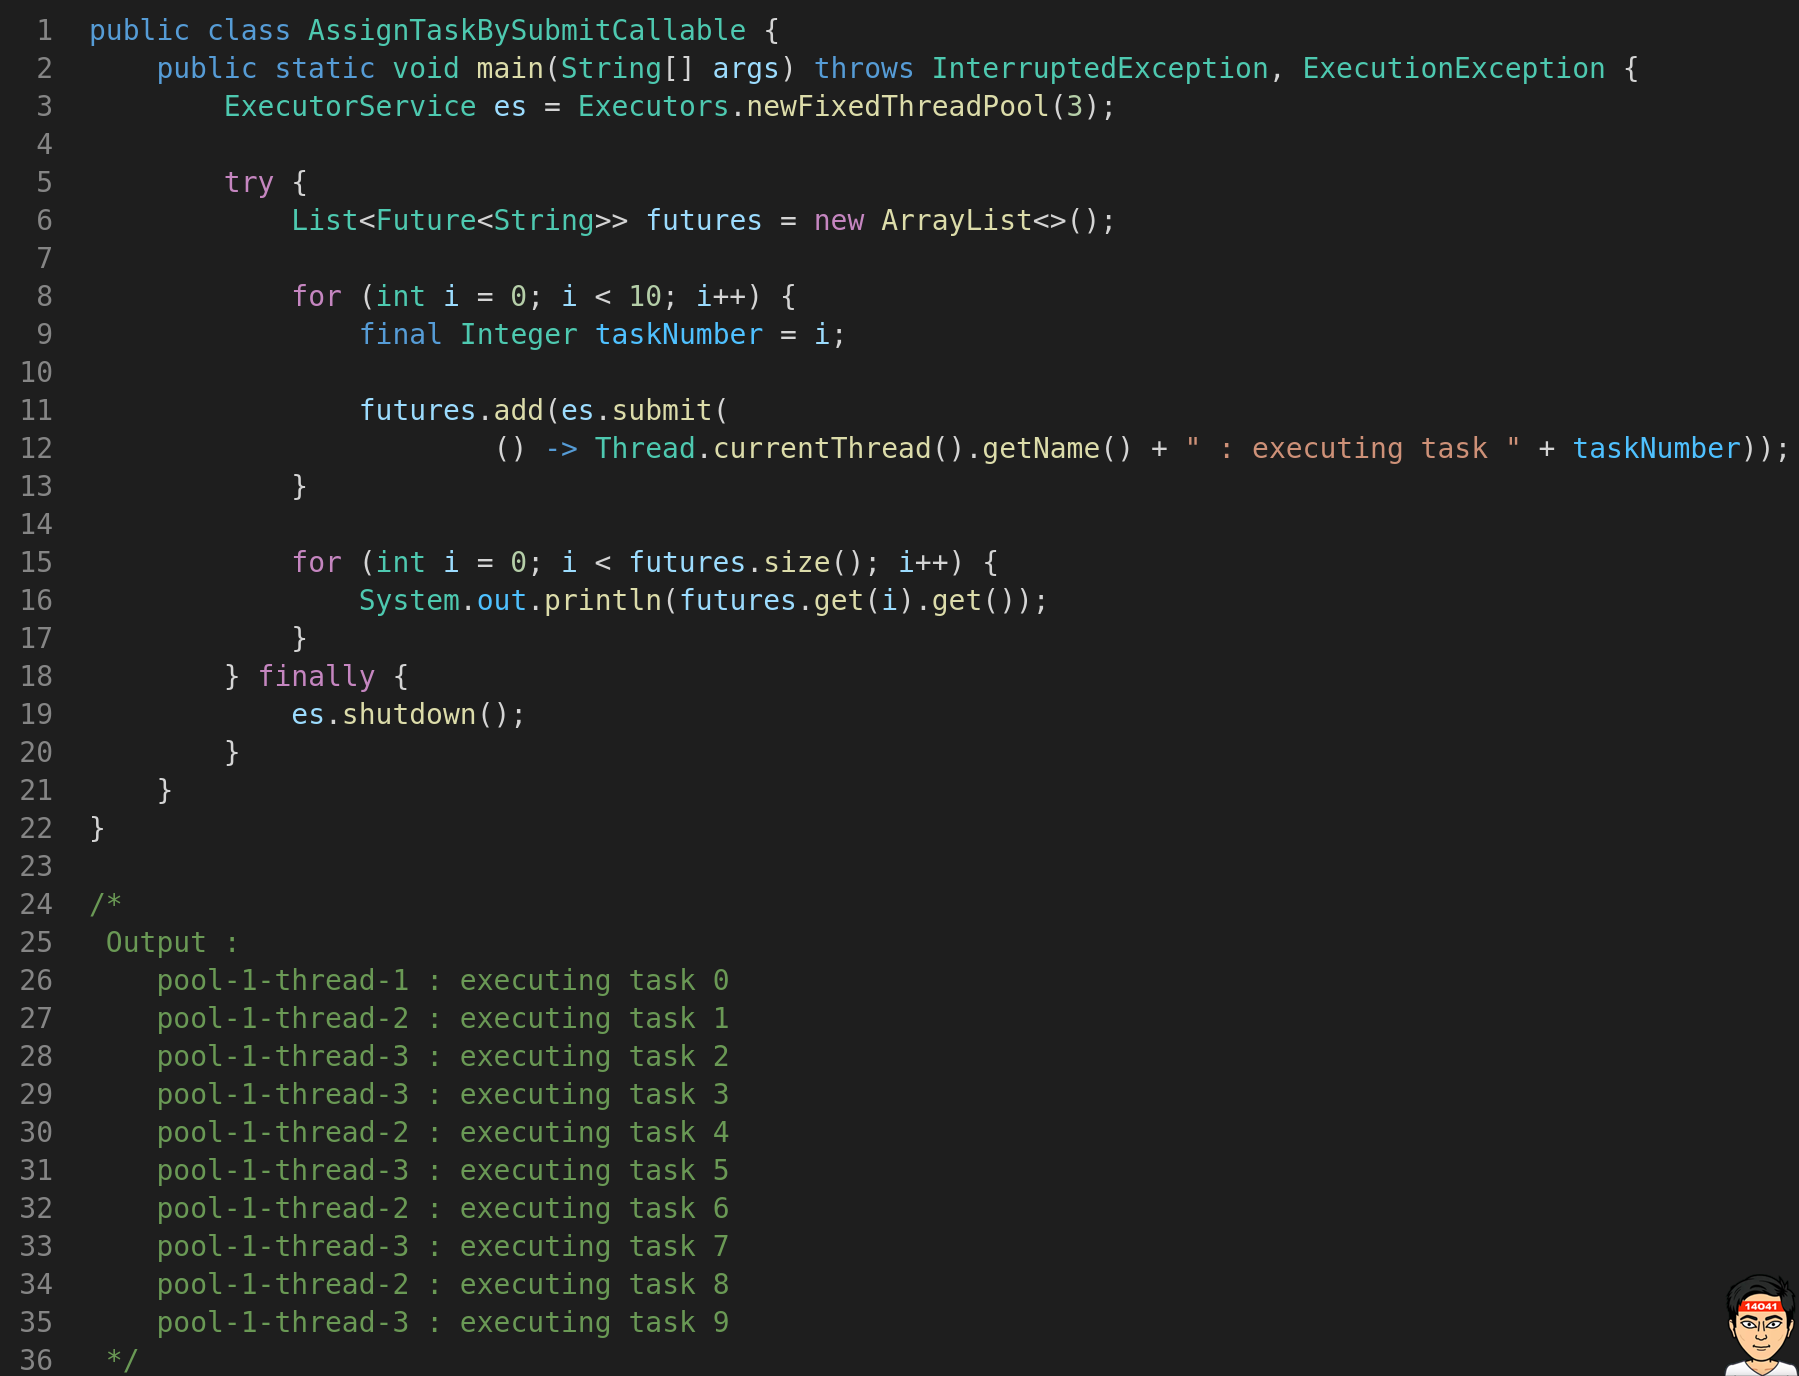 1 public class AssignTaskBySubmitCallable {
2     public static void main(String[] args) throws InterruptedException, ExecutionException {
3         ExecutorService es = Executors.newFixedThreadPool(3);
4
5         try {
6             List<Future<String>> futures = new ArrayList<>();
7
8             for (int i = 0; i < 10; i++) {
9                 final Integer taskNumber = i;
10
11                 futures.add(es.submit(
12                         () -> Thread.currentThread().getName() + " : executing task " + taskNumber));
13             }
14
15             for (int i = 0; i < futures.size(); i++) {
16                 System.out.println(futures.get(i).get());
17             }
18         } finally {
19             es.shutdown();
20         }
21     }
22 }
23
24 /*
25  Output :
26     pool-1-thread-1 : executing task 0
27     pool-1-thread-2 : executing task 1
28     pool-1-thread-3 : executing task 2
29     pool-1-thread-3 : executing task 3
30     pool-1-thread-2 : executing task 4
31     pool-1-thread-3 : executing task 5
32     pool-1-thread-2 : executing task 6
33     pool-1-thread-3 : executing task 7
34     pool-1-thread-2 : executing task 8
35     pool-1-thread-3 : executing task 9
36  */
14041